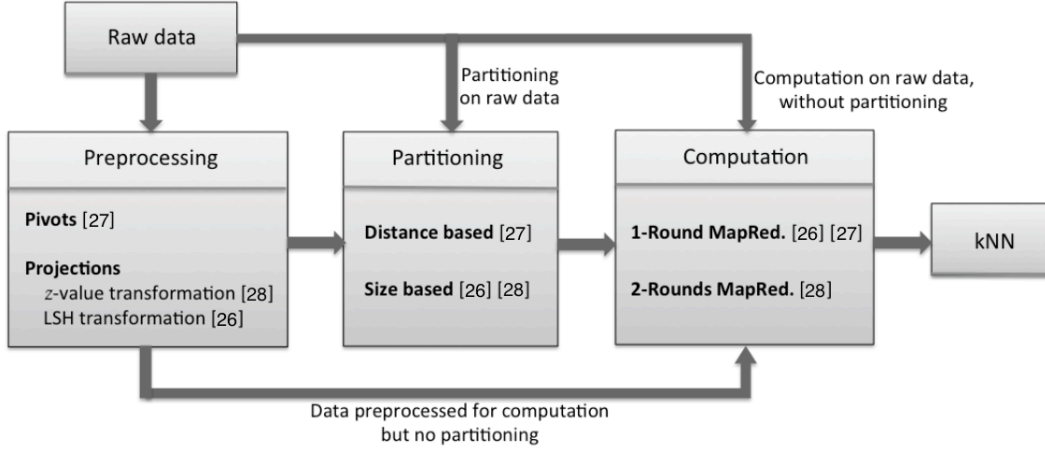 Raw data
Partitioning
on raw data
Computation on raw data,
without partitioning
Preprocessing
Pivots [27]
Projections
z-value transformation [28]
LSH transformation [26]
Partitioning
Distance based [27]
Size based [26] [28]
Computation
1-Round MapRed. [26] [27]
2-Rounds MapRed. [28]
kNN
Data preprocessed for computation
but no partitioning